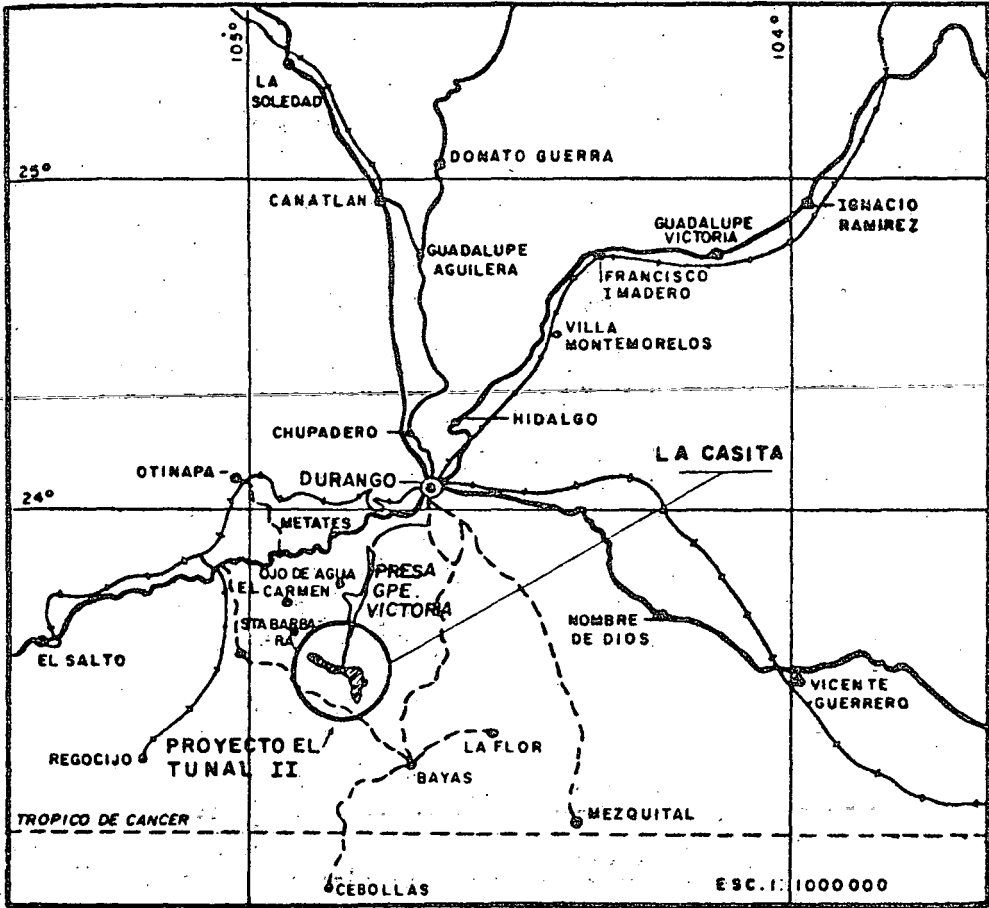 105°
104°
LA
SOLEDAD
DONATO GUERRA
25°
CANATLAN
IGNACIO
RAMIREZ
GUADALUPE
VICTORIA
GUADALUPE
AGUILERA
FRANCISCO
I MADERO
VILLA
MONTEMORELOS
HIDALGO
CHUPADERO
LA CASITA
OTINAPA
DURANGO
24°
METATES
OJO DE AGUA
EL CARMEN
PRESA
GPE.
VICTORIA
STA BARBA-
RA
NOMBRE
DE DIOS
EL SALTO
VICENTE
GUERRERO
REGOCIJO
PROYECTO EL
TUNAL II
LA FLOR
BAYAS
MEZQUITAL
TROPICO DE CANCER
CEBOLLAS
ESC. 1:1000000